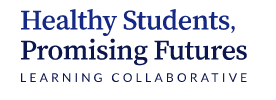 Healthy Students,
Promising Futures
LEARNING COLLABORATIVE